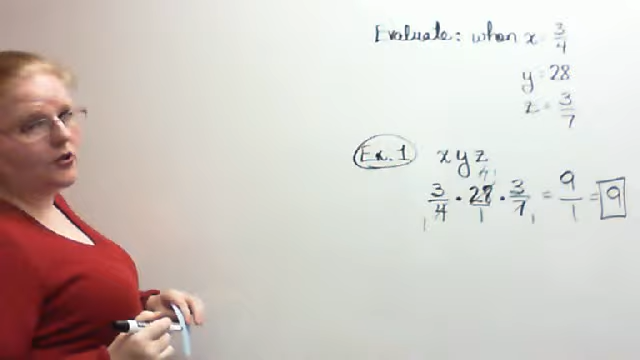 Evaluate: when x = 3/4
y = 28
z = 3/7
Ex. 1 xyz
3/4 · 28/1 · 3/7 = 9/1 = 9